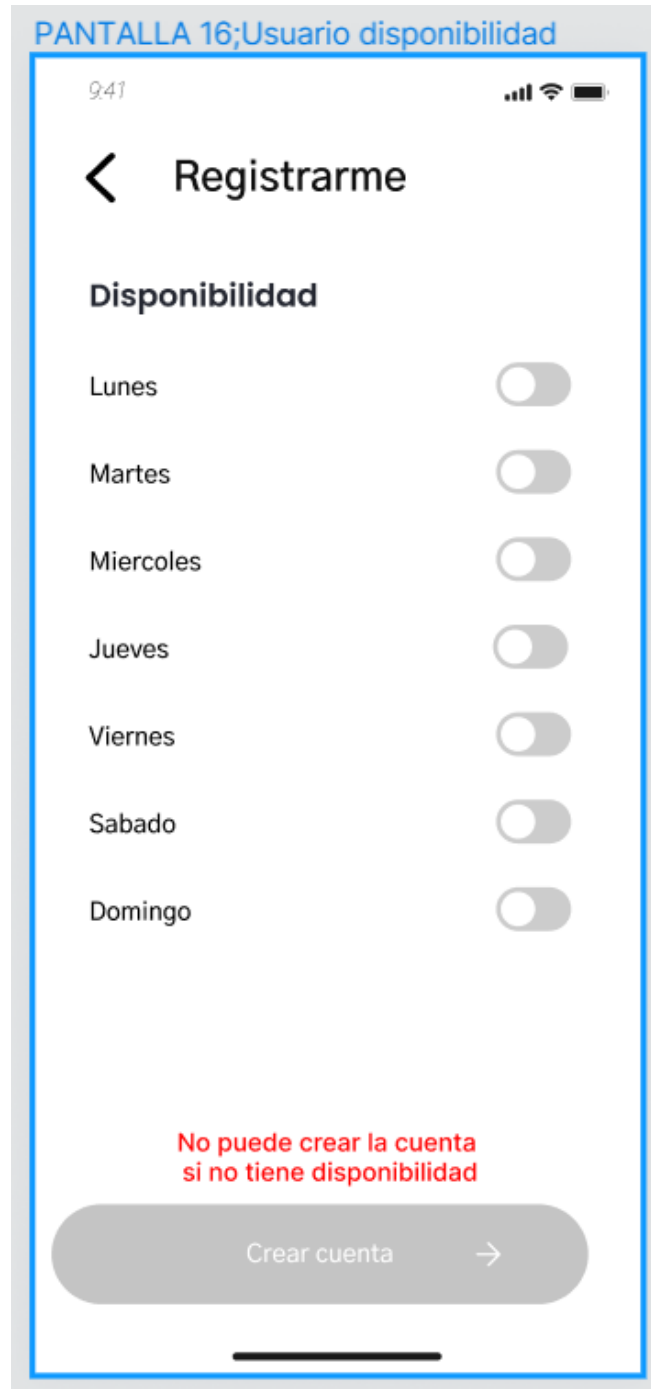 PANTALLA 16;Usuario disponibilidad
9:41
Registrarme
Disponibilidad
Lunes
Martes
Miercoles
Jueves
Viernes
Sabado
Domingo
No puede crear la cuenta
si no tiene disponibilidad
Crear cuenta